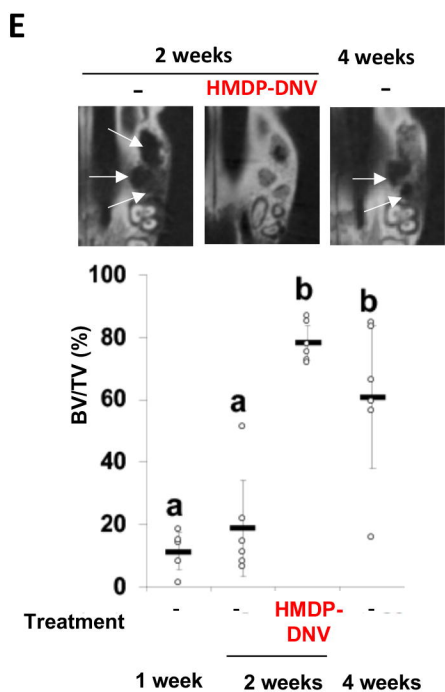 E
2 weeks 4 weeks
- HMDP-DNV -
100
80
60
40
20
0
BV/TV (%)
a
a
b
b
Treatment - - HMDP-DNV -
1 week 2 weeks 4 weeks